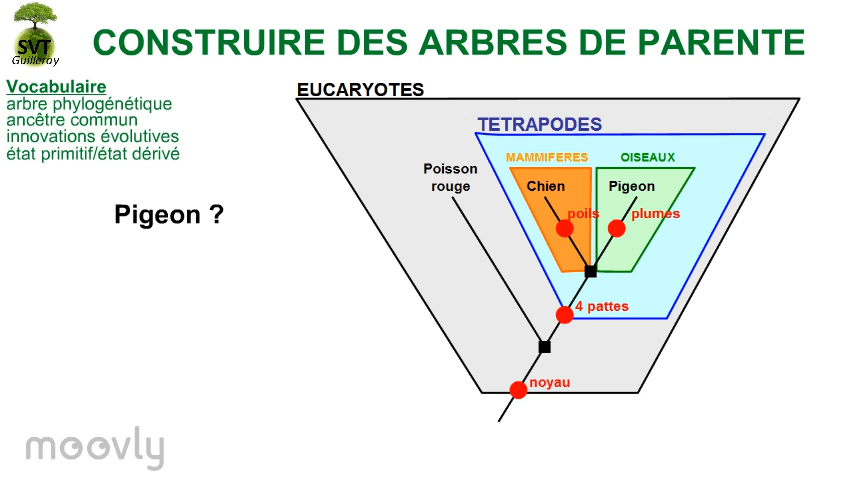 SVT
Guilleray
CONSTRUIRE DES ARBRES DE PARENTE
Vocabulaire
arbre phylogénétique
ancêtre commun
innovations évolutives
état primitif/état dérivé
Pigeon ?
EUCARYOTES
TETRAPODES
MAMMIFERES
OISEAUX
Poisson
rouge
Chien
Pigeon
poils
plumes
4 pattes
noyau
moovly